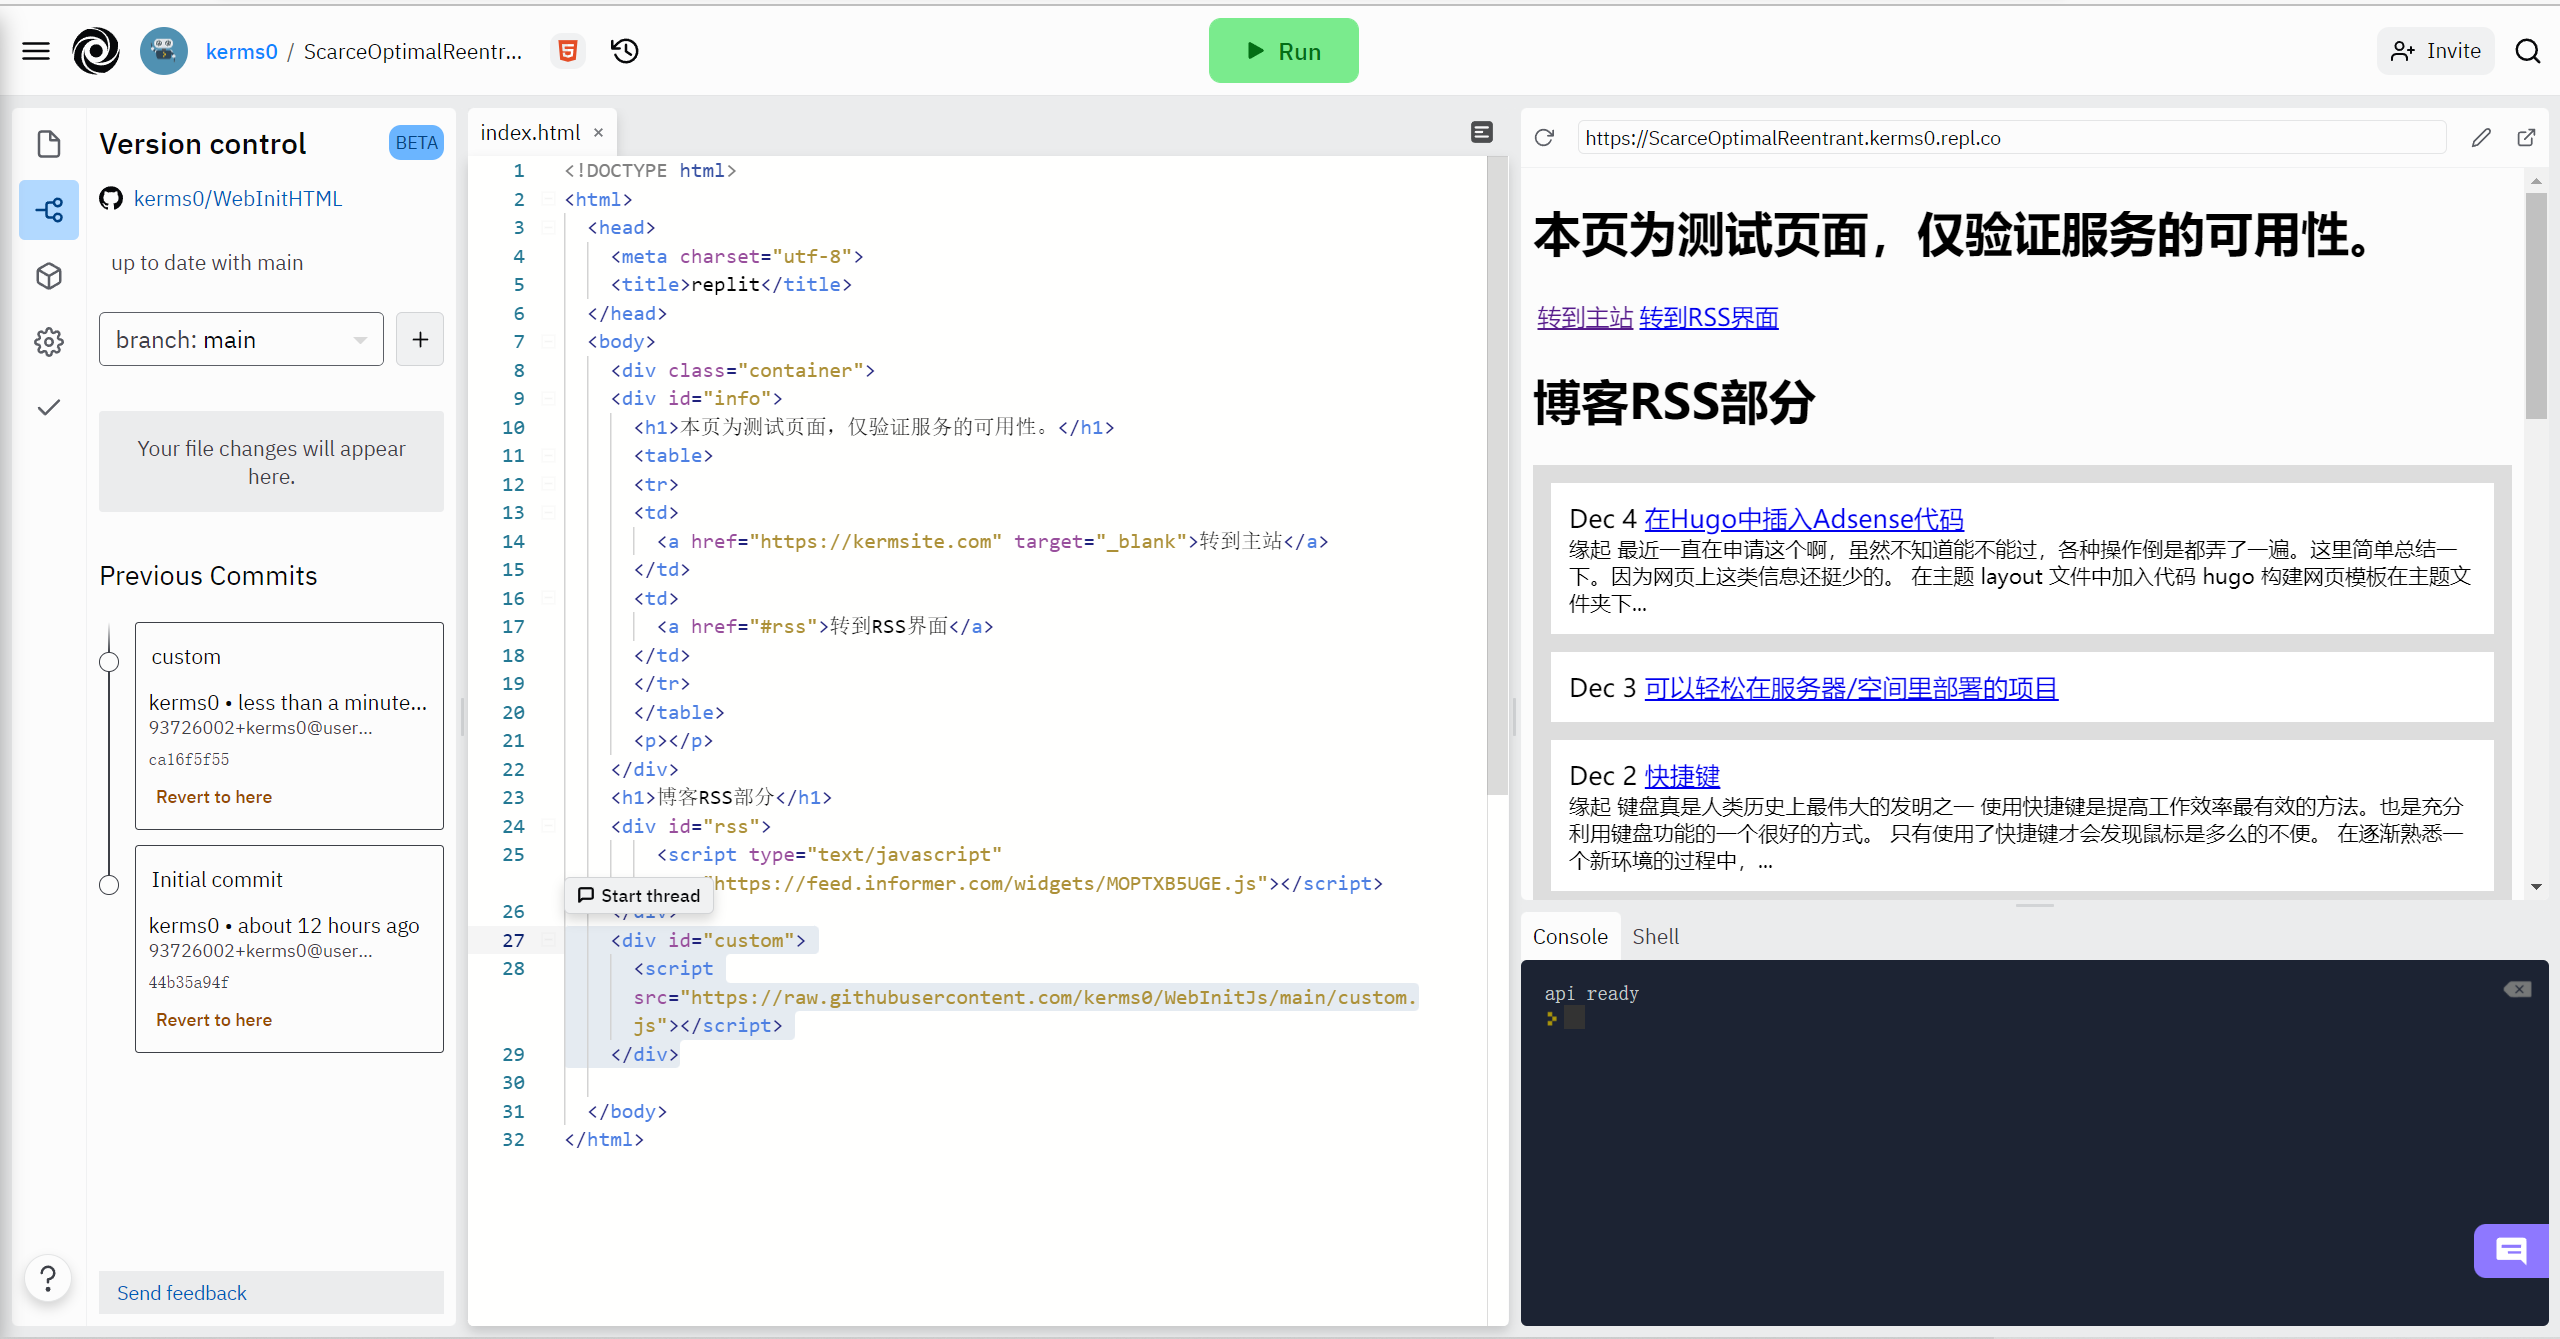 kerms0 / ScarceOptimalReentr...
Run
Invite
Version control
BETA
kerms0/WebInitHTML
up to date with main
branch: main
+
Your file changes will appear
here.
Previous Commits
custom
kerms0 • less than a minute...
93726002+kerms0@user...
ca16f5f55
Revert to here
Initial commit
kerms0 • about 12 hours ago
93726002+kerms0@user...
44b35a94f
Revert to here
Send feedback
index.html ×
1 <!DOCTYPE html>
2 <html>
3 <head>
4 <meta charset="utf-8">
5 <title>replit</title>
6 </head>
7 <body>
8 <div class="container">
9 <div id="info">
10 <h1>本页为测试页面，仅验证服务的可用性。</h1>
11 <table>
12 <tr>
13 <td>
14 <a href="https://kermsite.com" target="_blank">转到主站</a>
15 </td>
16 <td>
17 <a href="#rss">转到RSS界面</a>
18 </td>
19 </tr>
20 </table>
21 <p></p>
22 </div>
23 <h1>博客RSS部分</h1>
24 <div id="rss">
25 <script type="text/javascript"
https://feed.informer.com/widgets/MOPTXB5UGE.js"></script>
Start thread
26 </div>
27 <div id="custom">
28 <script
src="https://raw.githubusercontent.com/kerms0/WebInitJs/main/custom.
js"></script>
29 </div>
30
31 </body>
32 </html>
https://ScarceOptimalReentrant.kerms0.repl.co
本页为测试页面，仅验证服务的可用性。
转到主站 转到RSS界面
博客RSS部分
Dec 4 在Hugo中插入Adsense代码
缘起 最近一直在申请这个啊，虽然不知道能不能过，各种操作倒是都弄了一遍。这里简单总结一
下。因为网页上这类信息还挺少的。 在主题 layout 文件中加入代码 hugo 构建网页模板在主题文
件夹下...
Dec 3 可以轻松在服务器/空间里部署的项目
Dec 2 快捷键
缘起 键盘真是人类历史上最伟大的发明之一 使用快捷键是提高工作效率最有效的方法。也是充分
利用键盘功能的一个很好的方式。 只有使用了快捷键才会发现鼠标是多么的不便。 在逐渐熟悉一
个新环境的过程中，...
Console Shell
api ready
?